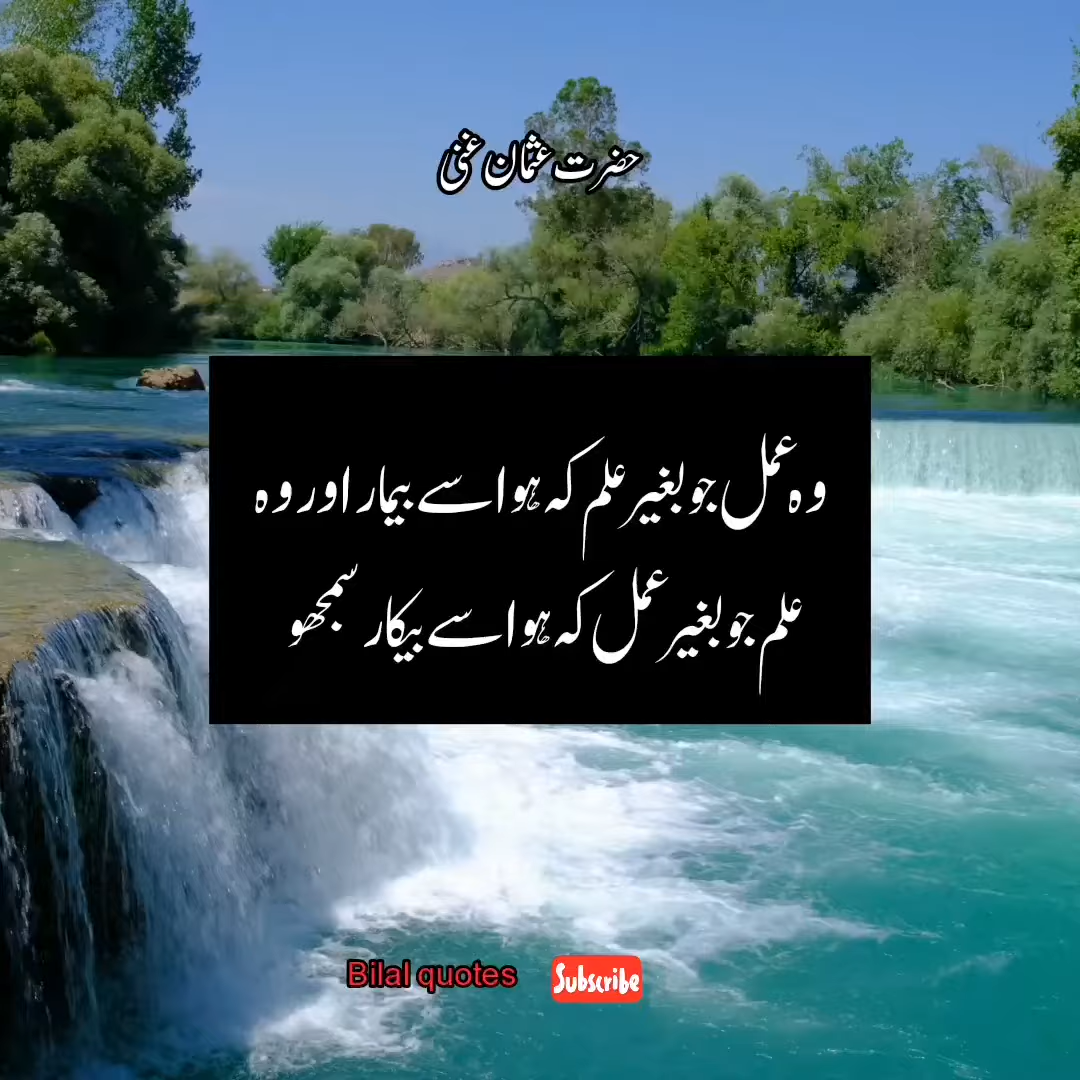 حضرت عثمان غنی
وہ عمل جو بغیر علم کہ ہو اسے بیمار اور وہ
علم جو بغیر عمل کہ ہو اسے بیکار سمجھو
Bilal quotes
Subscribe